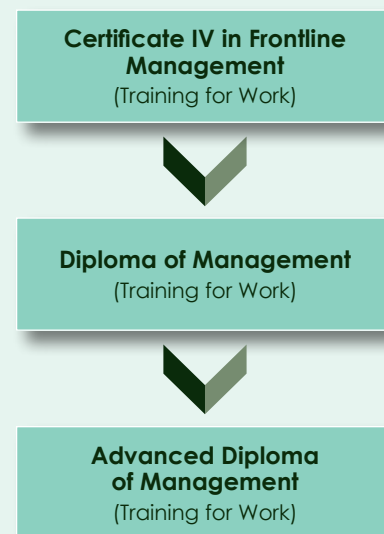 Certificate IV in Frontline
Management
(Training for Work)
Diploma of Management
(Training for Work)
Advanced Diploma
of Management
(Training for Work)